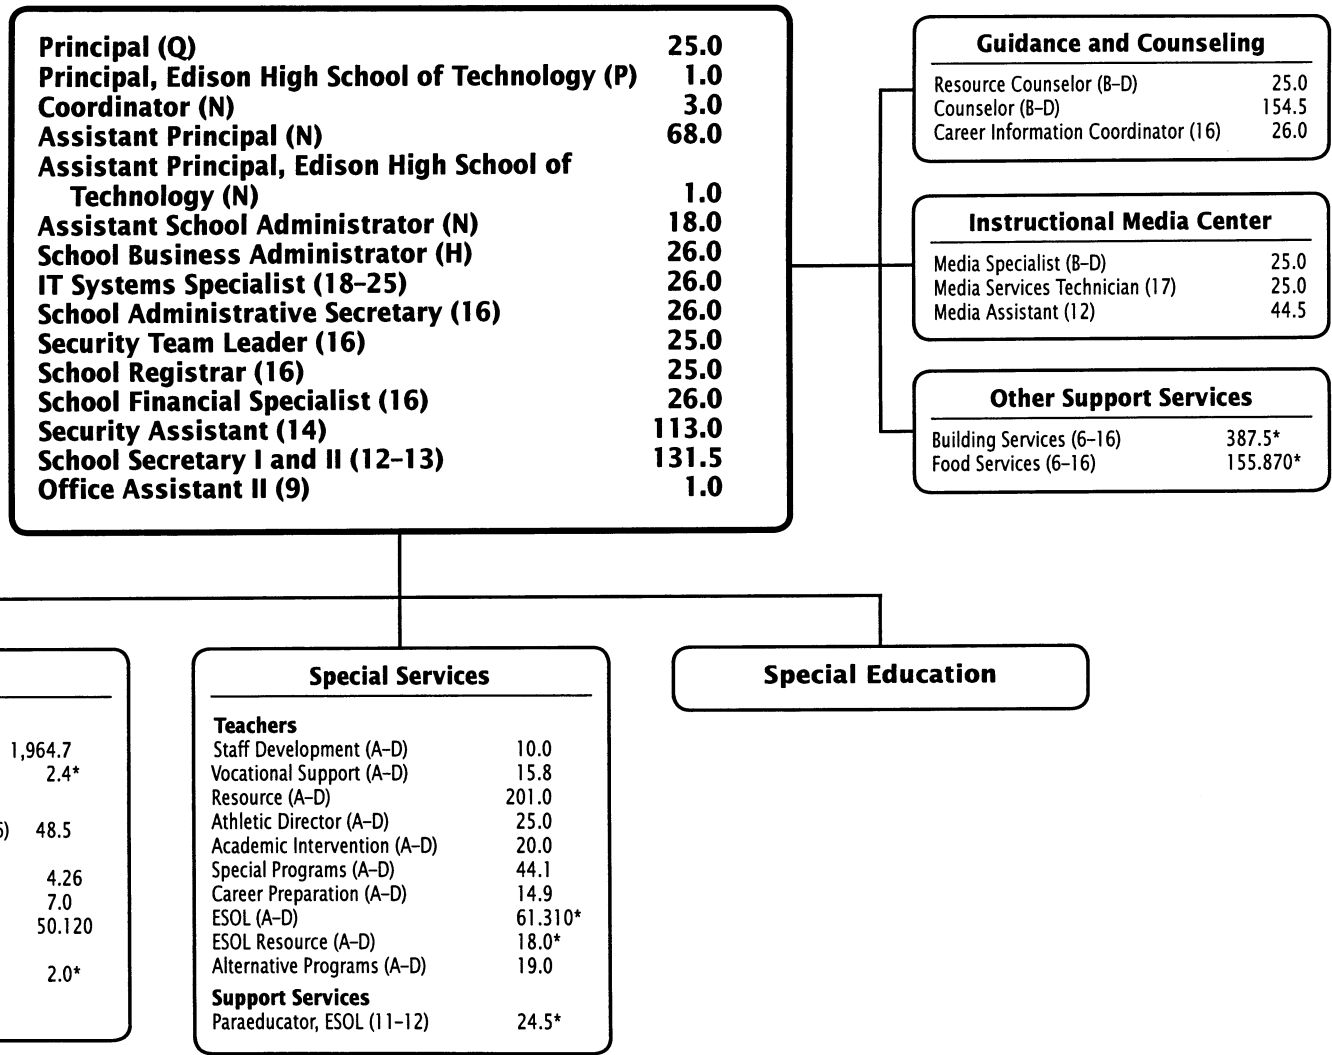 Principal (Q) 25.0
Principal, Edison High School of Technology (P) 1.0
Coordinator (N) 3.0
Assistant Principal (N) 68.0
Assistant Principal, Edison High School of
Technology (N) 1.0
Assistant School Administrator (N) 18.0
School Business Administrator (H) 26.0
IT Systems Specialist (18–25) 26.0
School Administrative Secretary (16) 26.0
Security Team Leader (16) 25.0
School Registrar (16) 25.0
School Financial Specialist (16) 26.0
Security Assistant (14) 113.0
School Secretary I and II (12–13) 131.5
Office Assistant II (9) 1.0
Guidance and Counseling
Resource Counselor (B–D) 25.0
Counselor (B–D) 154.5
Career Information Coordinator (16) 26.0
Instructional Media Center
Media Specialist (B–D) 25.0
Media Services Technician (17) 25.0
Media Assistant (12) 44.5
Other Support Services
Building Services (6–16) 387.5*
Food Services (6–16) 155.870*
1,964.7
2.4*
) 48.5
4.26
7.0
50.120
2.0*
Special Services
Teachers
Staff Development (A–D) 10.0
Vocational Support (A–D) 15.8
Resource (A–D) 201.0
Athletic Director (A–D) 25.0
Academic Intervention (A–D) 20.0
Special Programs (A–D) 44.1
Career Preparation (A–D) 14.9
ESOL (A–D) 61.310*
ESOL Resource (A–D) 18.0*
Alternative Programs (A–D) 19.0
Support Services
Paraeducator, ESOL (11–12) 24.5*
Special Education